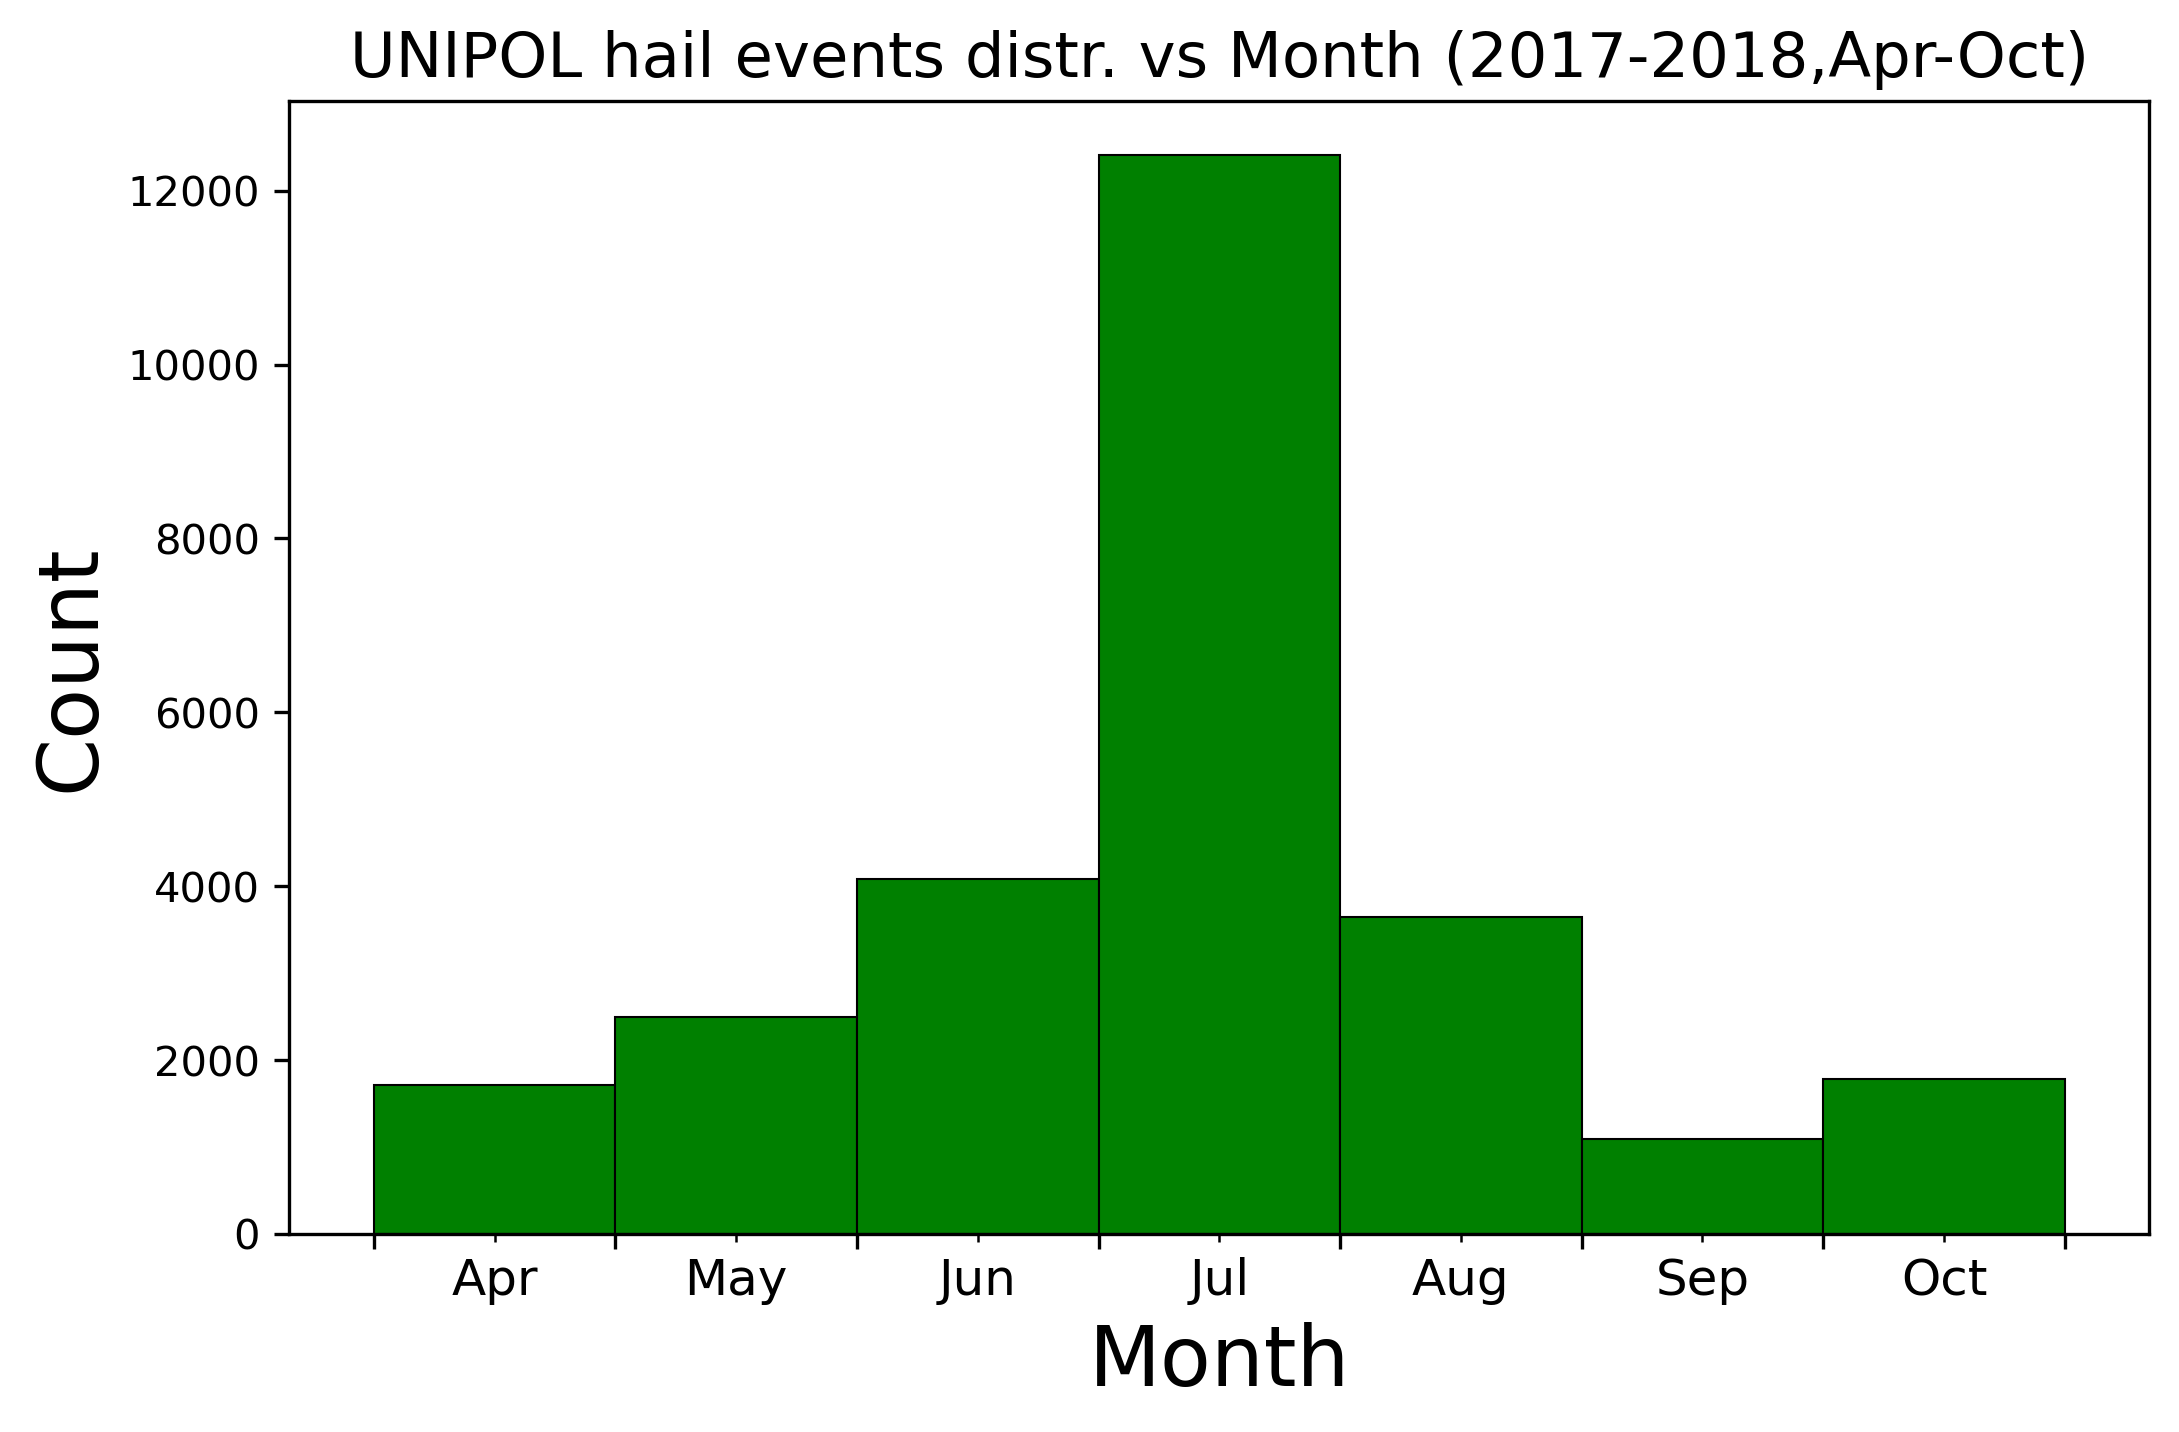 UNIPOL hail events distr. vs Month (2017-2018,Apr-Oct)
12000
10000
8000
6000
4000
2000
0
Count
Apr May Jun Jul Aug Sep Oct
Month